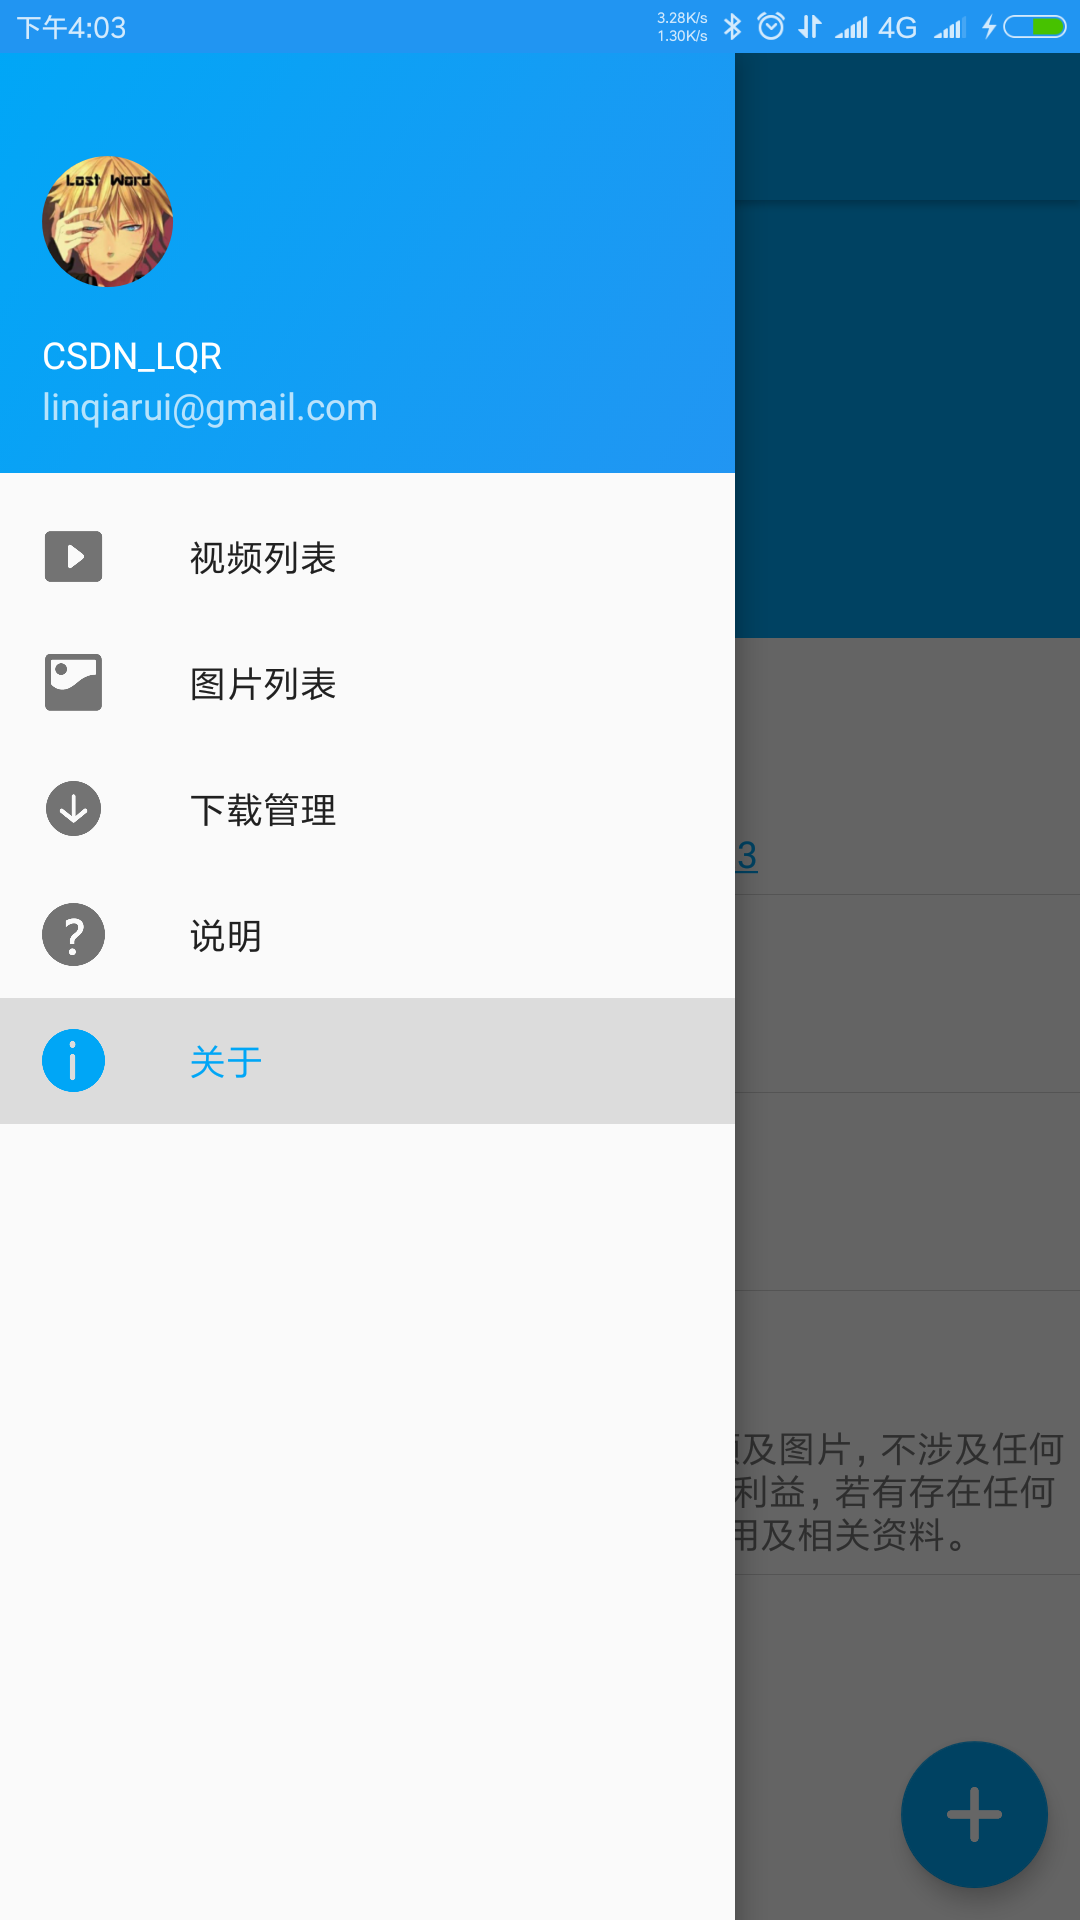 下午4:03
3.28K/s
1.30K/s
4G
Last Word
CSDN_LQR
linqiarui@gmail.com
视频列表
图片列表
下载管理
说明
关于
3
及图片，不涉及任何
利益，若有存在任何
用及相关资料。